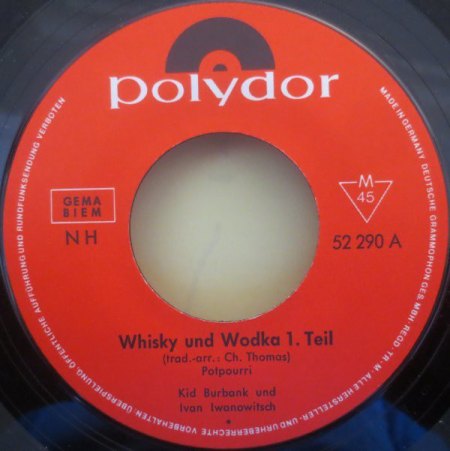 polydor
GEMA
BIEM
NH
M
45
52 290 A
Whisky und Wodka 1. Teil
(trad.-arr.: Ch. Thomas)
Potpourri
Kid Burbank und
Ivan Iwanowitsch
MADE IN GERMANY. DEUTSCHE GRAMMOPHON GES. MBH REGD. TR. M. ALLE HERSTELLER- UND URHEBERRECHTE VORBEHALTEN ÜBERSPIELUNG, ÖFFENTLICHE AUFFÜHRUNG UND RUNDFUNKSENDUNG VERBOTEN